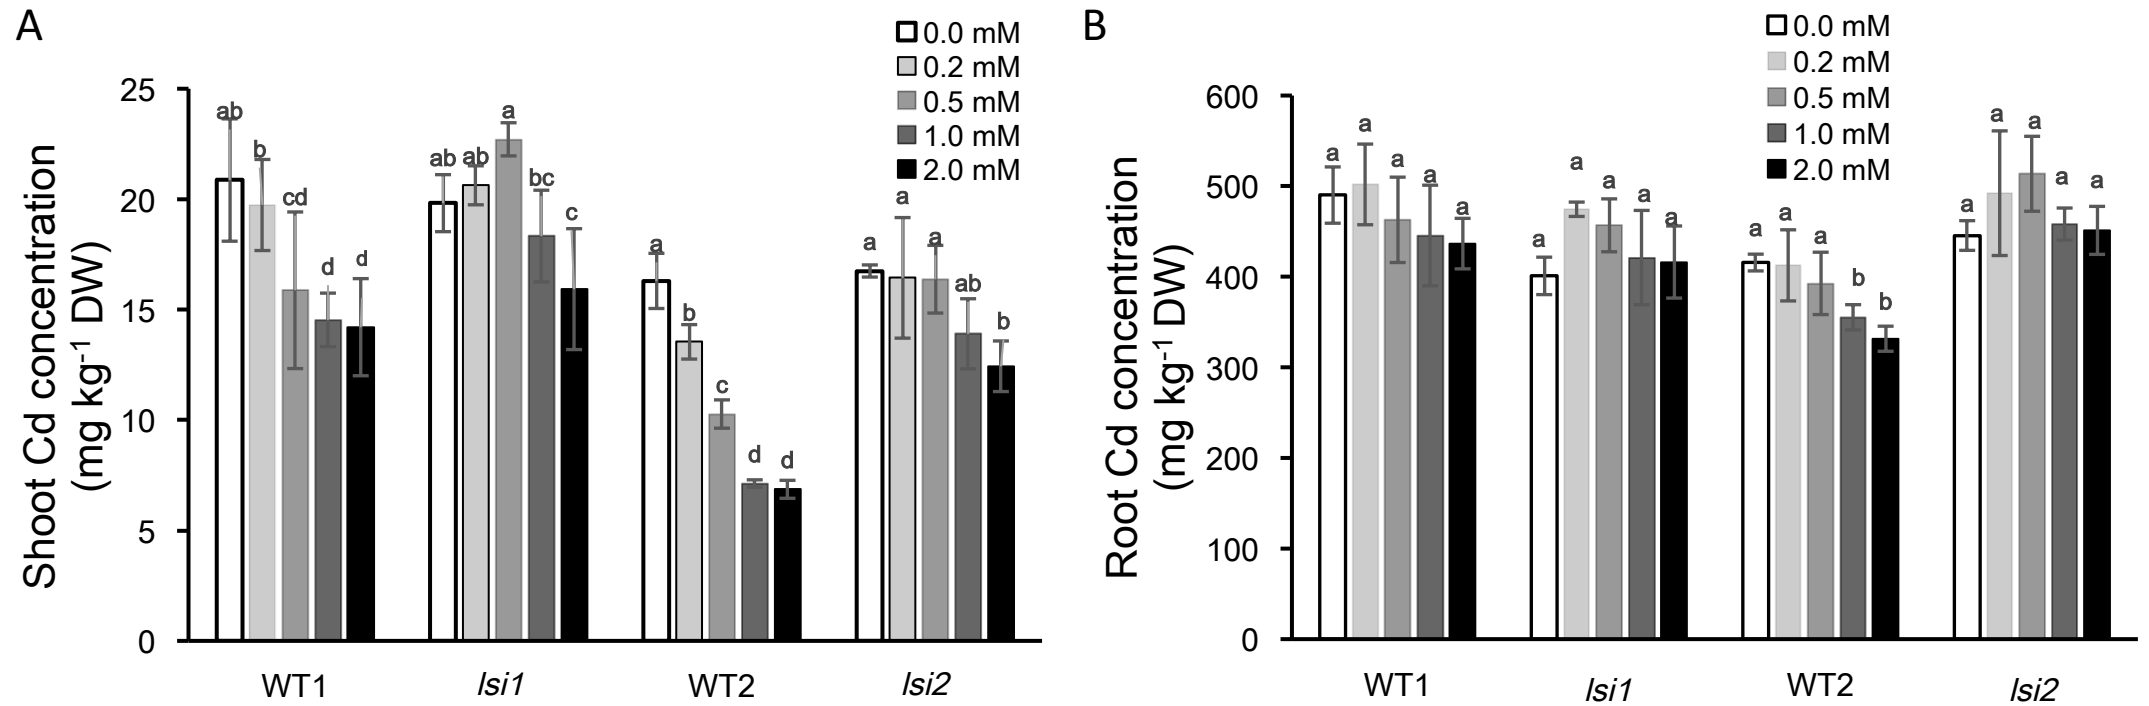 A
0.0 mM
0.2 mM
0.5 mM
1.0 mM
2.0 mM
Shoot Cd concentration
(mg kg⁻¹ DW)
25
20
15
10
5
0
ab b cd d d
ab ab a bc c
a b c d d
a a a ab b
WT1 lsi1 WT2 lsi2
B
0.0 mM
0.2 mM
0.5 mM
1.0 mM
2.0 mM
Root Cd concentration
(mg kg⁻¹ DW)
600
500
400
300
200
100
0
a a a a a
a a a a a
a a a b b
a a a a a
WT1 lsi1 WT2 lsi2